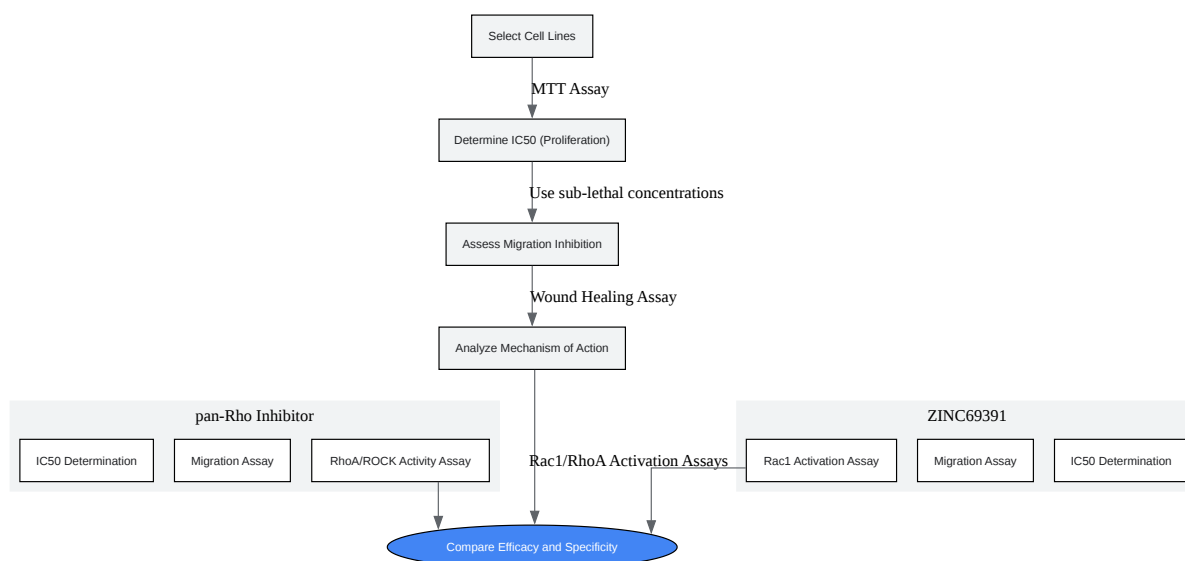 Select Cell Lines
MTT Assay
Determine IC50 (Proliferation)
Use sub-lethal concentrations
Assess Migration Inhibition
Wound Healing Assay
Analyze Mechanism of Action
pan-Rho Inhibitor
IC50 Determination
Migration Assay
RhoA/ROCK Activity Assay
Rac1/RhoA Activation Assays
ZINC69391
Rac1 Activation Assay
Migration Assay
IC50 Determination
Compare Efficacy and Specificity